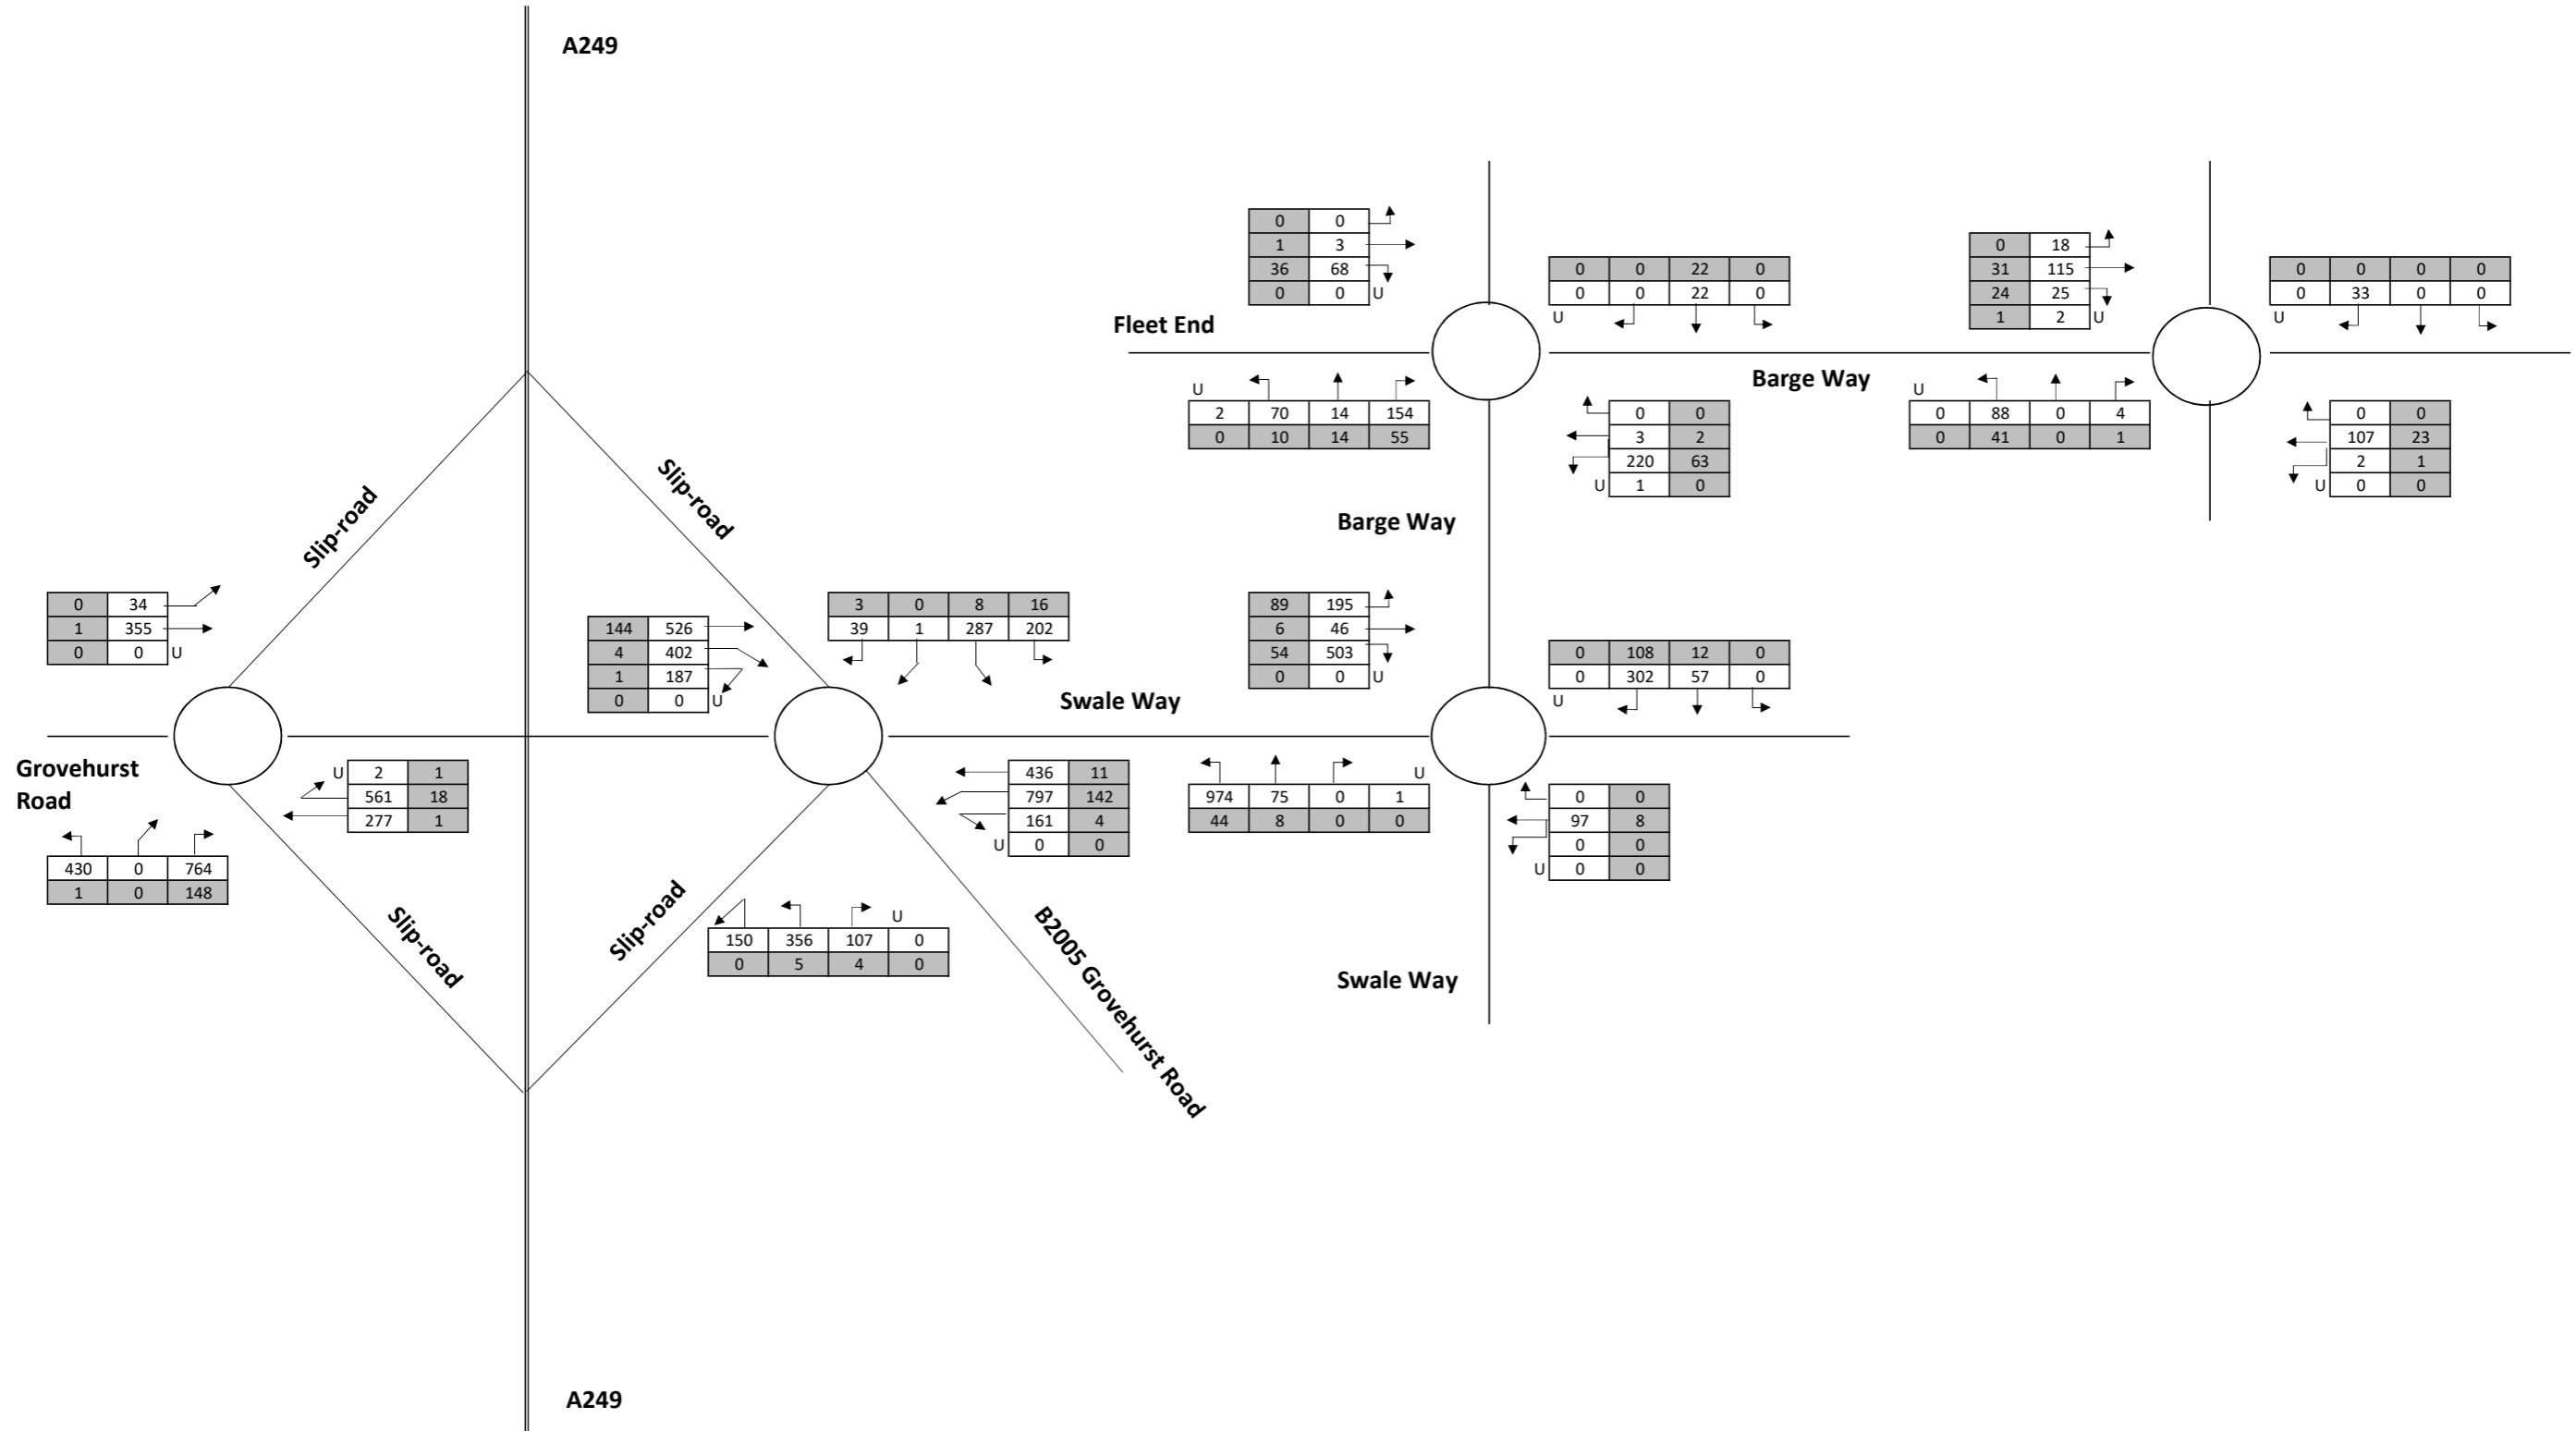 A249
0 0
1 3
36 68
0 0 U
0 0 22 0
0 0 22 0
U
0 18
31 115
24 25
1 2 U
0 0 0 0
0 33 0 0
U
Fleet End
Barge Way
U
2 70 14 154
0 10 14 55
0 0
3 2
220 63
U 1 0
U
0 88 0 4
0 41 0 1
0 0
107 23
2 1
U 0 0
Slip-road
Slip-road
Barge Way
0 34
1 355
0 0 U
144 526
4 402
1 187
0 0 U
3 0 8 16
39 1 287 202
Swale Way
89 195
6 46
54 503
0 0 U
0 108 12 0
0 302 57 0
U
Grovehurst
Road
U 2 1
561 18
277 1
430 0 764
1 0 148
436 11
797 142
161 4
U 0 0
U
974 75 0 1
44 8 0 0
0 0
97 8
0 0
U 0 0
Slip-road
Slip-road
U
150 356 107 0
0 5 4 0
B2005 Grovehurst Road
Swale Way
A249